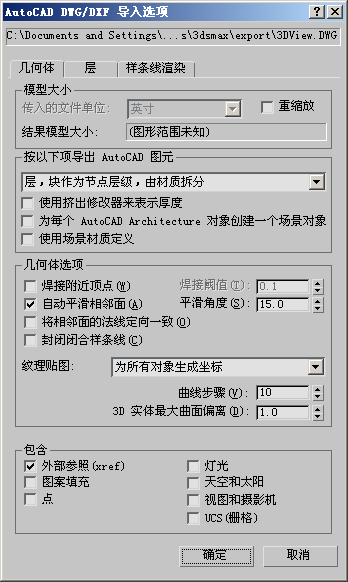 AutoCAD DWG/DXF 导入选项
C:\Documents and Settings\...s\3dsmax\export\3DView.DWG
几何体 层 样条线渲染
模型大小
传入的文件单位: 英寸 重缩放
结果模型大小: (图形范围未知)
按以下项导出 AutoCAD 图元
层,块作为节点层级,由材质拆分
使用挤出修改器来表示厚度
为每个 AutoCAD Architecture 对象创建一个场景对象
使用场景材质定义
几何体选项
焊接附近顶点(W) 焊接阈值(T): 0.1
自动平滑相邻面(A) 平滑角度(S): 15.0
将相邻面的法线定向一致(O)
封闭闭合样条线(C)
纹理贴图: 为所有对象生成坐标
曲线步骤(V): 10
3D 实体最大曲面偏离(D): 1.0
包含
外部参照(xref) 灯光
图案填充 天空和太阳
点 视图和摄影机
UCS(栅格)
确定 取消